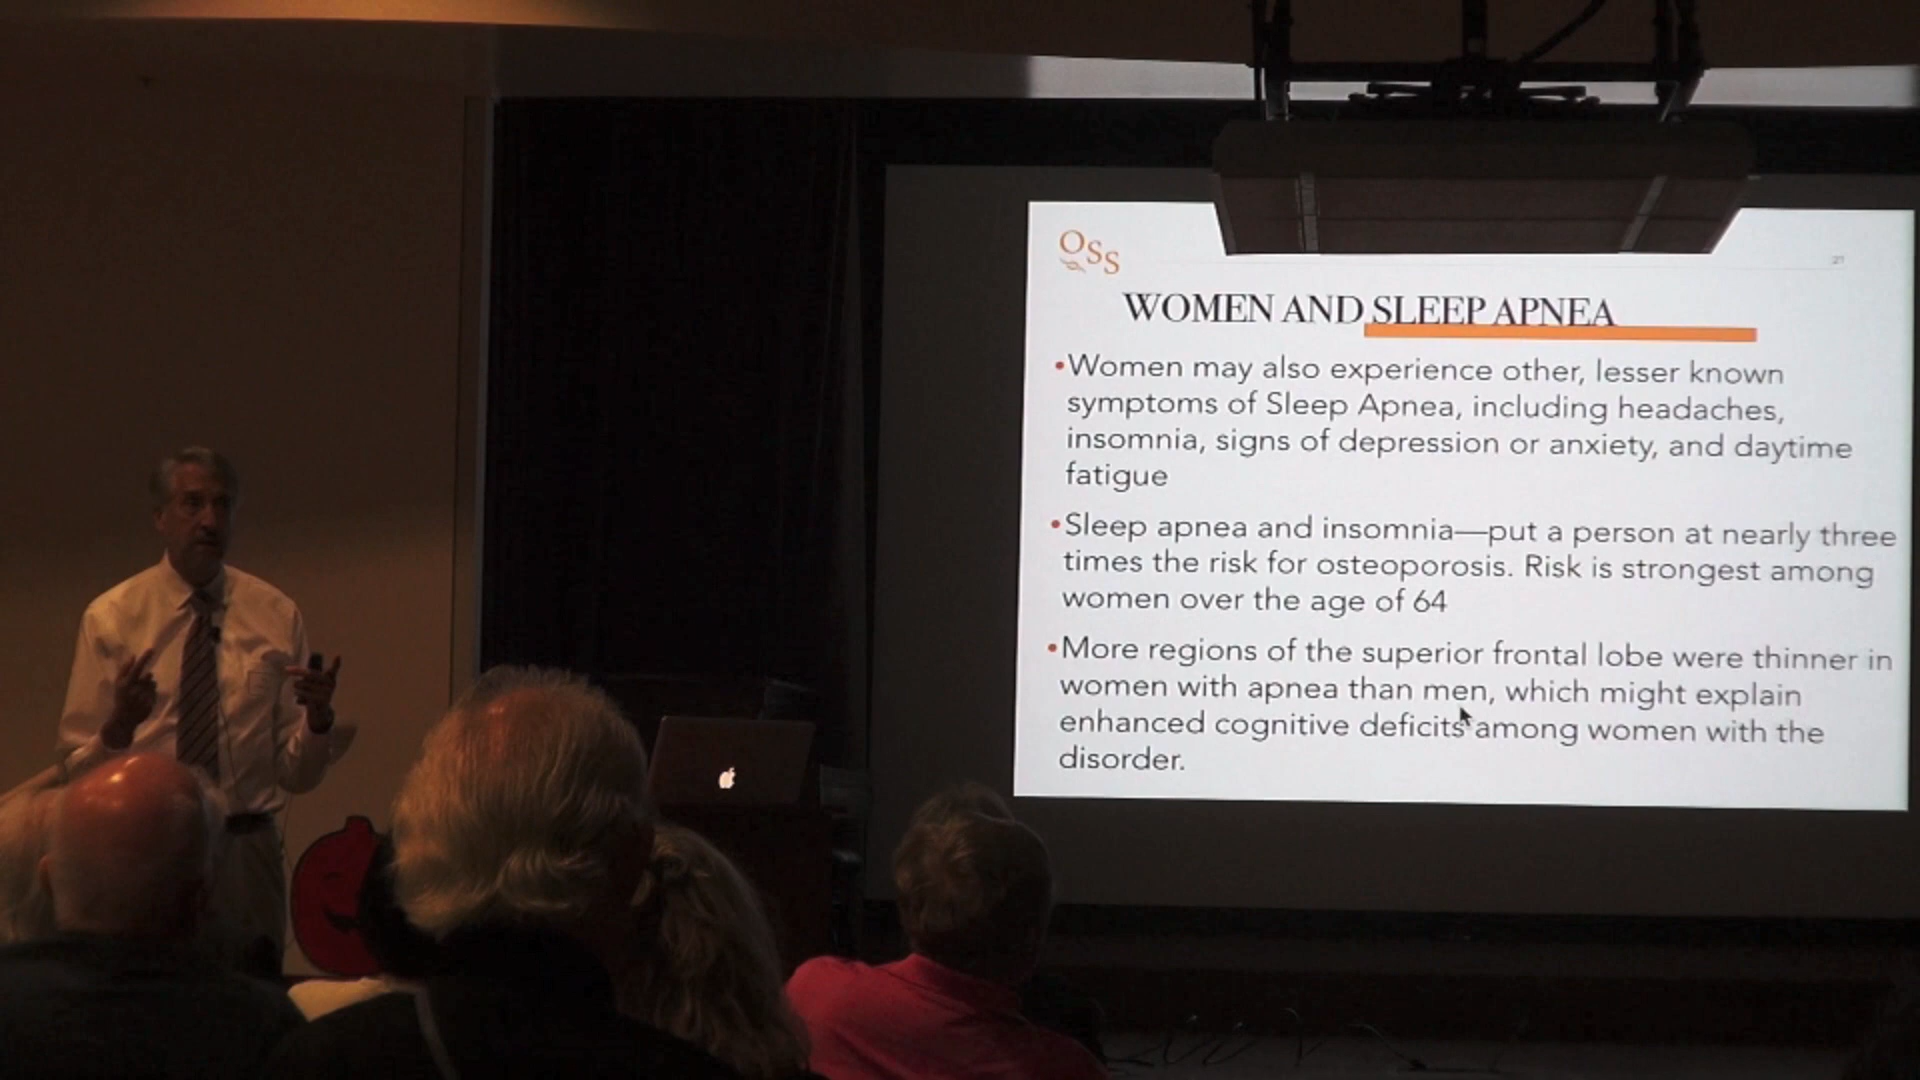 QSS
21
WOMEN AND SLEEP APNEA
•Women may also experience other, lesser known
symptoms of Sleep Apnea, including headaches,
insomnia, signs of depression or anxiety, and daytime
fatigue
•Sleep apnea and insomnia—put a person at nearly three
times the risk for osteoporosis. Risk is strongest among
women over the age of 64
•More regions of the superior frontal lobe were thinner in
women with apnea than men, which might explain
enhanced cognitive deficits among women with the
disorder.